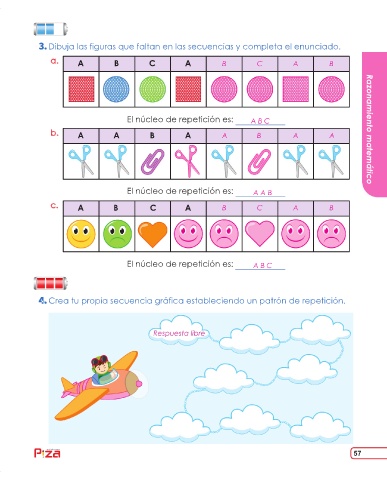 3. Dibuja las figuras que faltan en las secuencias y completa el enunciado.
a. A B C A B C A B
El núcleo de repetición es: A B C
b. A A B A A B A A
El núcleo de repetición es: A A B
c. A B C A B C A B
El núcleo de repetición es: A B C
4. Crea tu propia secuencia gráfica estableciendo un patrón de repetición.
Respuesta libre
Razonamiento matemático
Piza
57